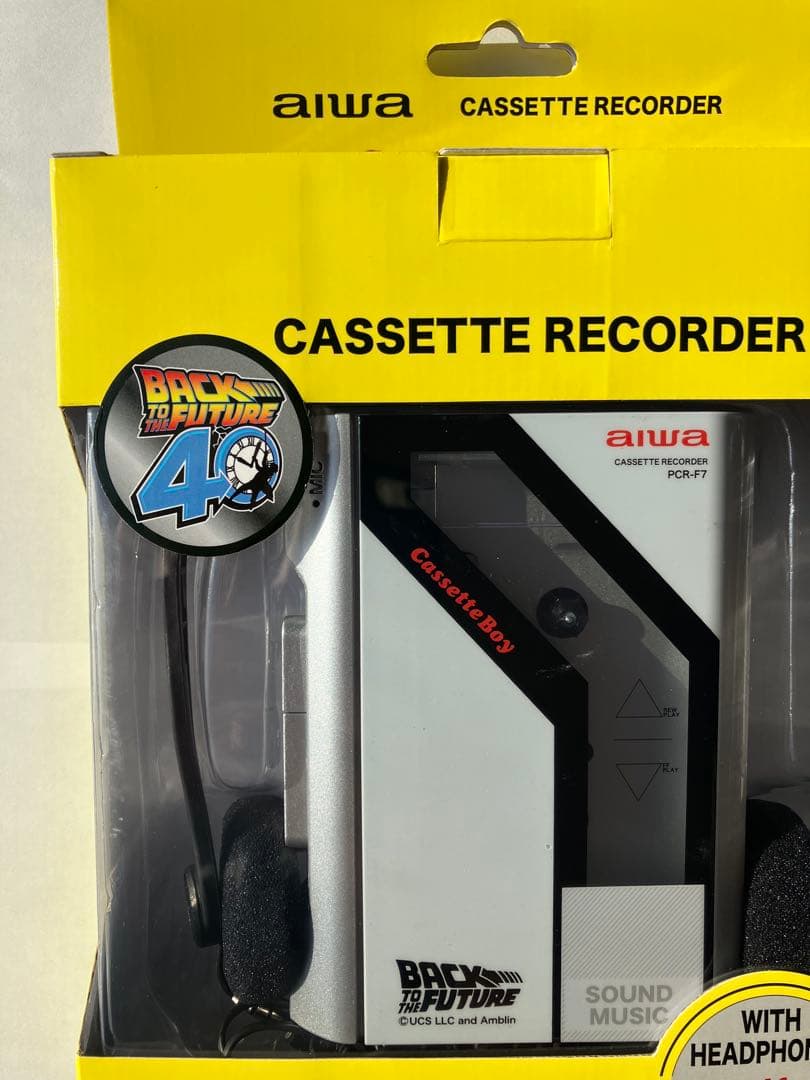 aiwa CASSETTE RECORDER
CASSETTE RECORDER
BACK
TO THE FUTURE
40
• MIC
aiwa
CASSETTE RECORDER
PCR-F7
CassetteBoy
REW
PLAY
FF
PLAY
BACK
TO THE FUTURE
©UCS LLC and Amblin
SOUND
MUSIC
WITH
HEADPHON